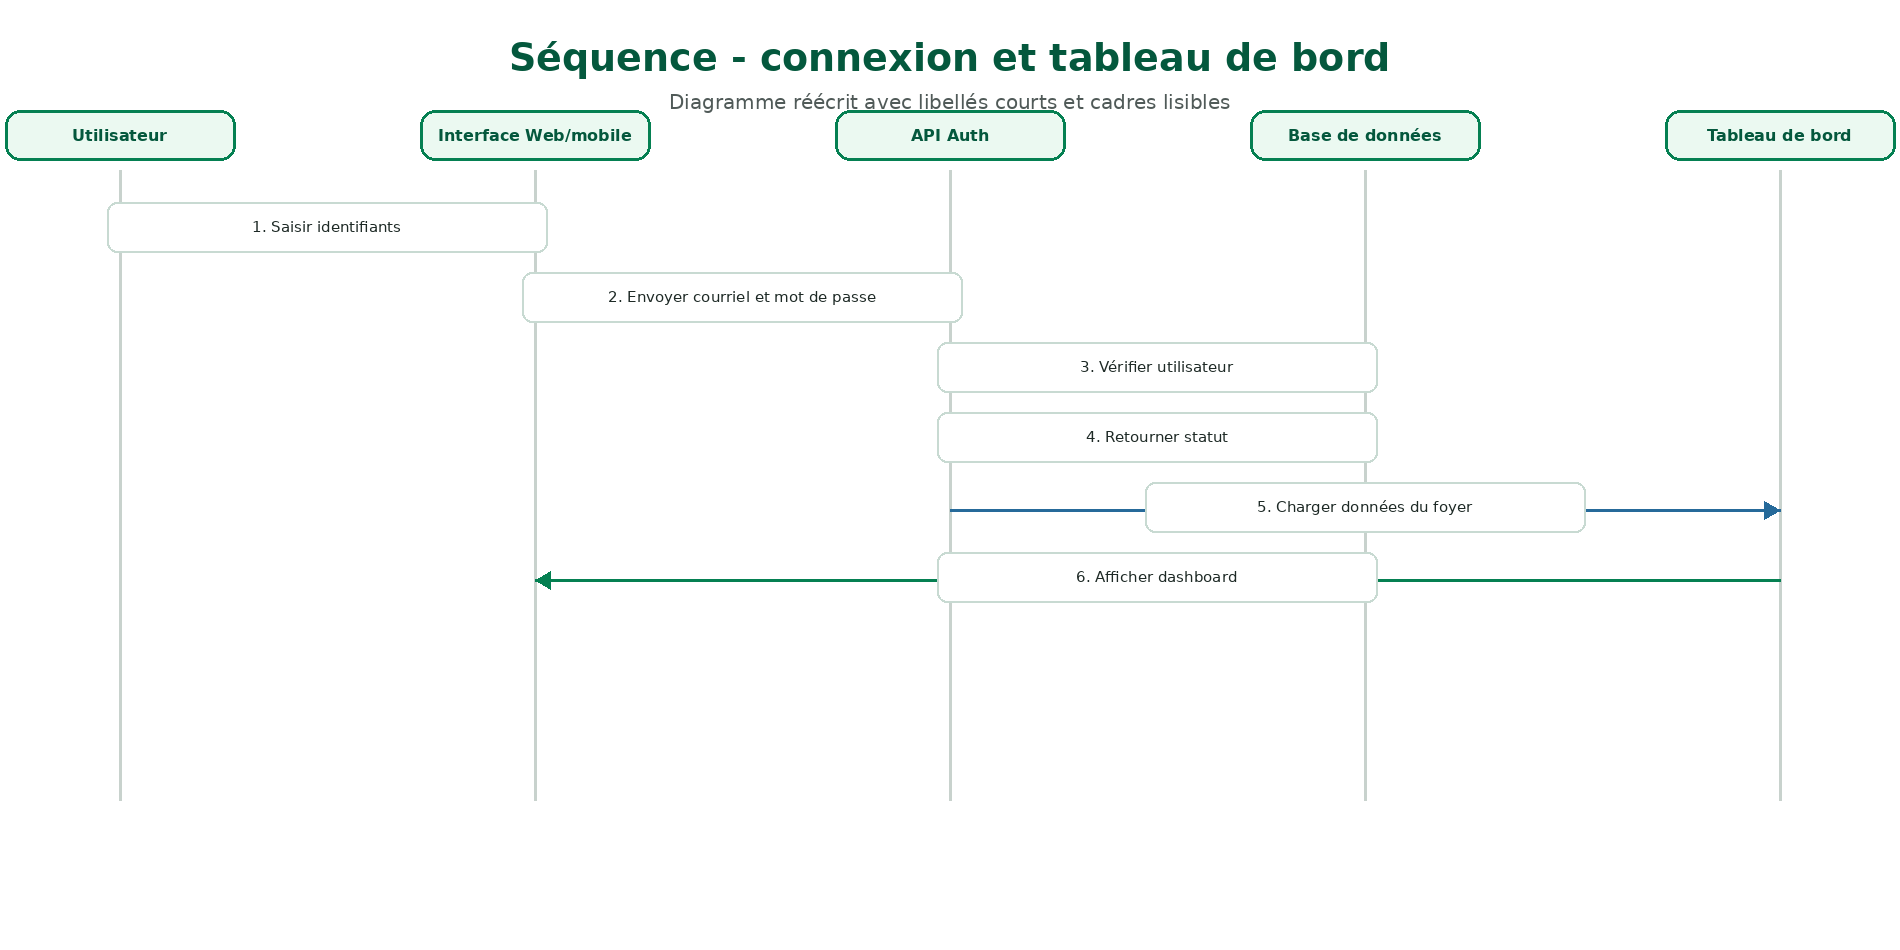 Séquence - connexion et tableau de bord
Diagramme réécrit avec libellés courts et cadres lisibles
Utilisateur
Interface Web/mobile
API Auth
Base de données
Tableau de bord
1. Saisir identifiants
2. Envoyer courriel et mot de passe
3. Vérifier utilisateur
4. Retourner statut
5. Charger données du foyer
6. Afficher dashboard